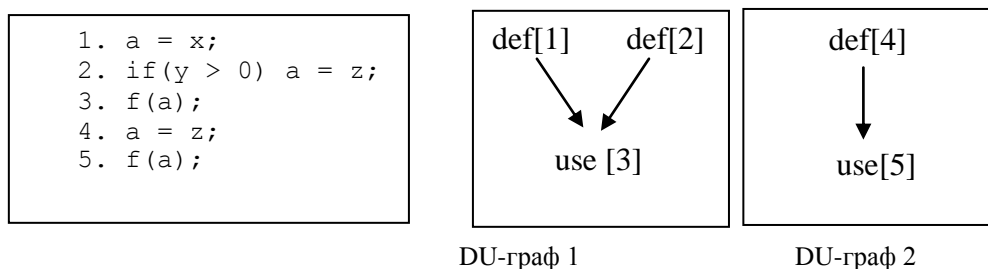 1. a = x;
2. if(y > 0) a = z;
3. f(a);
4. a = z;
5. f(a);
def[1] def[2]
use [3]
def[4]
use[5]
DU-граф 1
DU-граф 2